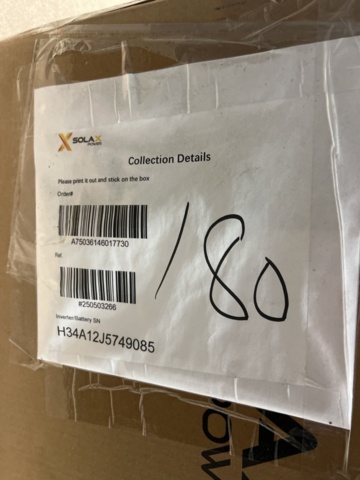 SOLAX
Collection Details
Please print it out and stick on the box
Order#
A75036146017730
Ref
#250503266
Inverter/Battery SN
H34A12J5749085
180